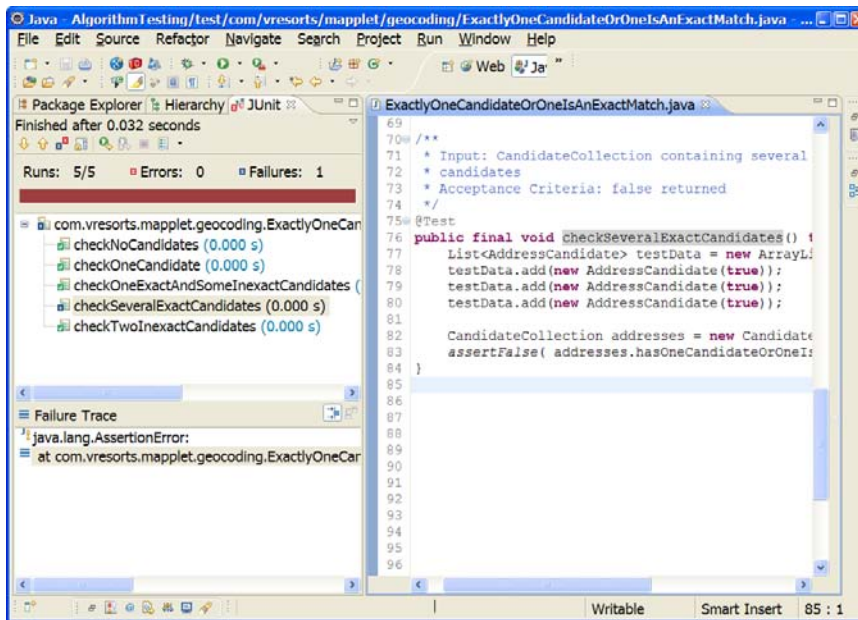 Java - AlgorithmTesting/test/com/vresorts/mapplet/geocoding/ExactlyOneCandidateOrOneIsAnExactMatch.java - ...
File Edit Source Refactor Navigate Search Project Run Window Help
Web Ja »
Package Explorer Hierarchy JUnit
Finished after 0.032 seconds
Runs: 5/5 Errors: 0 Failures: 1
com.vresorts.mapplet.geocoding.ExactlyOneCan
checkNoCandidates (0.000 s)
checkOneCandidate (0.000 s)
checkOneExactAndSomeInexactCandidates (
checkSeveralExactCandidates (0.000 s)
checkTwoInexactCandidates (0.000 s)
Failure Trace
java.lang.AssertionError:
at com.vresorts.mapplet.geocoding.ExactlyOneCar
ExactlyOneCandidateOrOneIsAnExactMatch.java
69
70 /**
71 * Input: CandidateCollection containing several
72 * candidates
73 * Acceptance Criteria: false returned
74 */
75 @Test
76 public final void checkSeveralExactCandidates() t
77 List<AddressCandidate> testData = new ArrayLi
78 testData.add(new AddressCandidate(true));
79 testData.add(new AddressCandidate(true));
80 testData.add(new AddressCandidate(true));
81
82 CandidateCollection addresses = new Candidate
83 assertFalse( addresses.hasOneCandidateOrOneIs
84 }
85
86
87
88
89
90
91
92
93
94
95
96
Writable Smart Insert 85 : 1